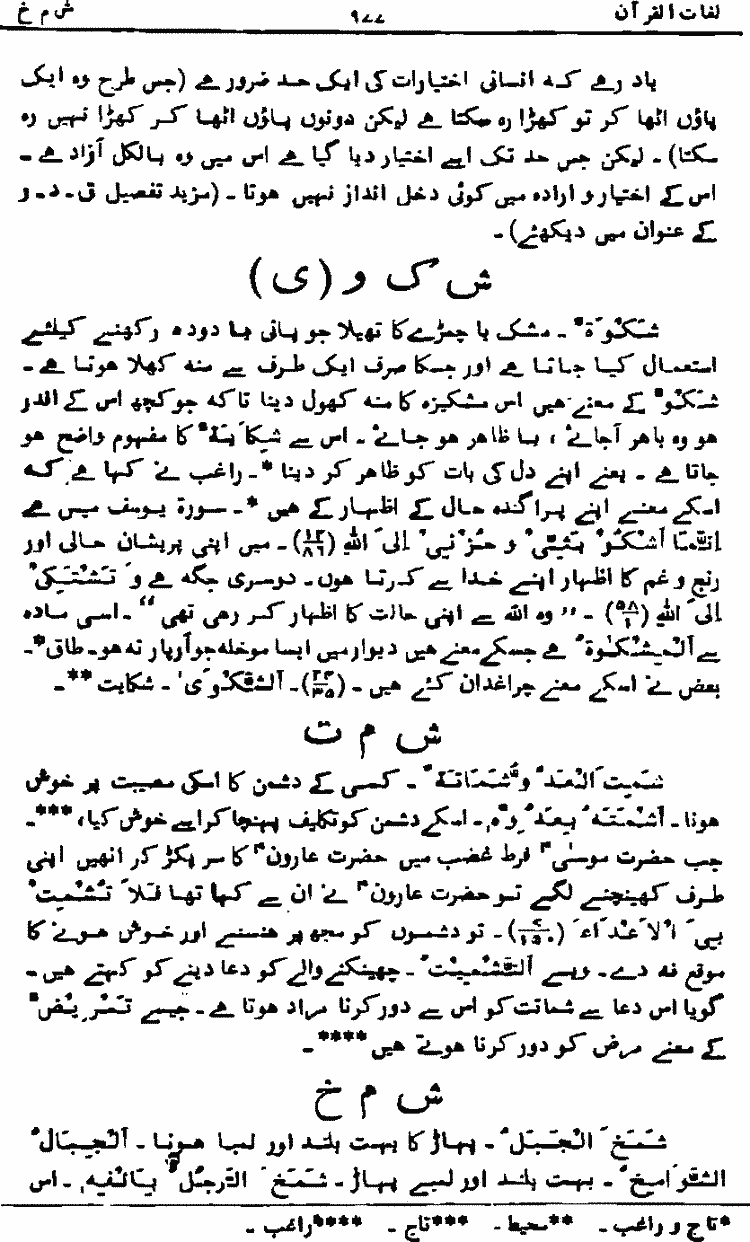 لغات القرآن ۹۷۷ ش م خ
یاد رہے کہ انسانی اختیارات کی ایک حد ضرور ہے (جس طرح وہ ایک
پاؤں اٹھا کر تو کھڑا رہ سکتا ہے لیکن دونوں پاؤں اٹھا کر کھڑا نہیں رہ
سکتا) ۔ لیکن جس حد تک اسے اختیار دیا گیا ہے اس میں وہ بالکل آزاد ہے ۔
اس کے اختیار و ارادہ میں کوئی دخل انداز نہیں ہوتا ۔ (مزید تفصیل ق ۔ د ۔ ر
کے عنوان میں دیکھئے) ۔
ش ک و (ی)
شَکْوَۃٌ ۔ مشک یا چمڑے کا تھیلا جو پانی یا دودھ رکھنے کیلئے
استعمال کیا جاتا ہے اور جسکا صرف ایک طرف سے منہ کھلا ہوتا ہے ۔
شَکْوٌ کے معنے ہیں اس مشکیزہ کا منہ کھول دینا تاکہ جو کچھ اس کے اندر
ہو وہ باہر آجائے ، یا ظاہر ہو جائے ۔ اس سے شِکَایَۃٌ کا مفہوم واضح ہو
جاتا ہے ۔ یعنے اپنے دل کی بات کو ظاہر کر دینا * ۔ راغب نے کہا ہے کہ
اسکے معنے اپنے پراگندہ حال کے اظہار کے ہیں * ۔ سورۃ یوسف میں ہے
اِنَّمَا اَشْکُوْ بَثِّیْ وَ حُزْنِیْ اِلَی اللہِ (۱۲/۸۶) ۔ میں اپنی پریشان حالی اور
رنج و غم کا اظہار اپنے خدا سے کرتا ہوں ۔ دوسری جگہ ہے وَ تَشْتَکِیْ
اِلَی اللہِ (۵۸/۱) ۔ ’’ وہ اللہ سے اپنی حالت کا اظہار کر رہی تھی ‘‘ ۔ اسی مادہ
سے اَلْمِشْکٰوۃُ ہے جسکے معنے ہیں دیوار میں ایسا موخلہ جو آرپار نہ ہو ۔ طاق * ۔
بعض نے اسکے معنے چراغدان کئے ہیں ۔ (۲۴/۳۵) ۔ اَلشَّکْوٰی ۔ شکایت ** ۔
ش م ت
شَمِتَ الْعَدُوُّ شَمَاتَۃً ۔ کسی کے دشمن کا اسکی مصیبت پر خوش
ہونا ۔ اَشْمَتَہٗ بِعَدُوِّہٖ ۔ اسکے دشمن کو تکلیف پہنچا کر اسے خوش کیا ، *** ۔
جب حضرت موسیٰ ؑ فرط غضب میں حضرت ہارون ؑ کا سر پکڑ کر انھیں اپنی
طرف کھینچنے لگے تو حضرت ہارون ؑ نے ان سے کہا تھا فَلَا تُشْمِتْ
بِیَ الْاَعْدَاءَ (۷/۱۵۰) ۔ تو دشمنوں کو مجھ پر ہنسنے اور خوش ہونے کا
موقع نہ دے ۔ ویسے اَلتَّشْمِیْتُ ۔ چھینکنے والے کو دعا دینے کو کہتے ہیں ۔
گویا اس دعا سے شماتت کو اس سے دور کرنا مراد ہوتا ہے ۔ جیسے تَمْرِیْضٌ
کے معنے مرض کو دور کرنا ہوتے ہیں **** ۔
ش م خ
شَمَخَ الْجَبَلُ ۔ پہاڑ کا بہت بلند اور لمبا ہونا ۔ اَلْجِبَالُ
الشَّوَامِخُ ۔ بہت بلند اور لمبے پہاڑ ۔ شَمَخَ الرَّجُلُ بِاَنْفِہٖ ۔ اس
*تاج و راغب ۔ **محیط ۔ ***تاج ۔ ****راغب ۔